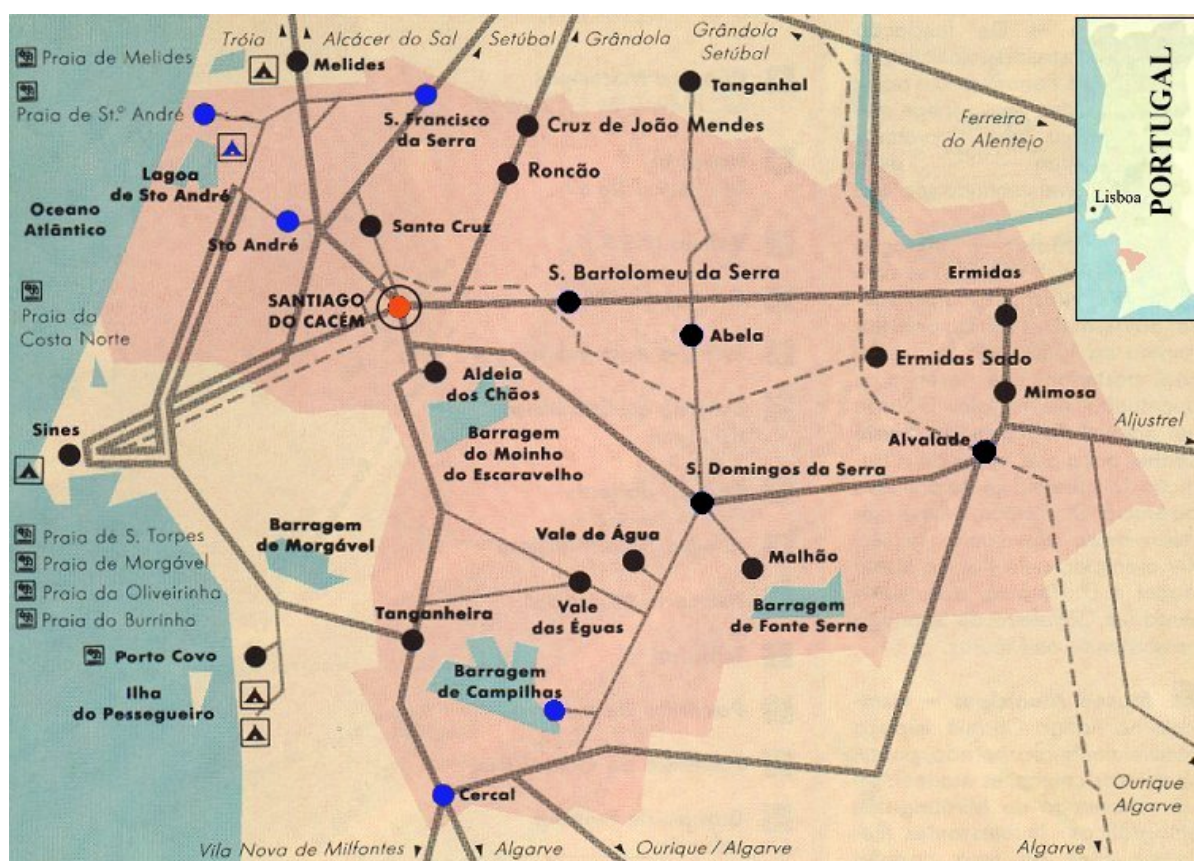 Tróia
Alcácer do Sal
Setúbal
Grândola
Grândola
Setúbal
Praia de Melides
Melides
Tanganhal
PORTUGAL
Praia de St.º André
S. Francisco
da Serra
Cruz de João Mendes
Ferreira
do Alentejo
Lagoa
de Sto André
Roncão
Lisboa
Oceano
Atlântico
Sto André
Santa Cruz
S. Bartolomeu da Serra
Ermidas
SANTIAGO
DO CACÉM
Praia da
Costa Norte
Abela
Ermidas Sado
Aldeia
dos Chãos
Mimosa
Sines
Barragem
do Moinho
do Escaravelho
Alvalade
Aljustrel
S. Domingos da Serra
Praia de S. Torpes
Praia de Morgável
Praia da Oliveirinha
Praia do Burrinho
Barragem
de Morgável
Vale de Água
Malhão
Tanganheira
Vale
das Éguas
Barragem
de Fonte Serne
Porto Covo
Ilha
do Pessegueiro
Barragem
de Campilhas
Cercal
Ourique
Algarve
Vila Nova de Milfontes
Algarve
Ourique / Algarve
Algarve